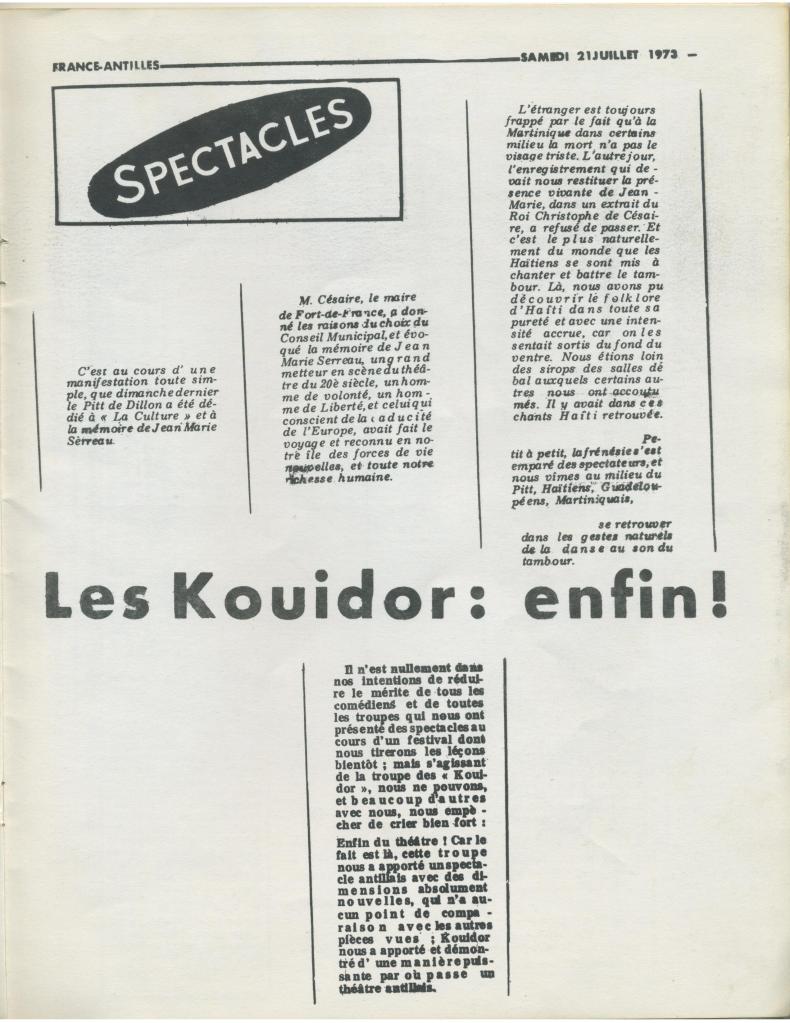 FRANCE-ANTILLES
SAMEDI 21 JUILLET 1973 —
SPECTACLES
C'est au cours d' une
manifestation toute sim-
ple, que dimanche dernier
le Pitt de Dillon a été dé-
dié à « La Culture » et à
la mémoire de Jean Marie
Sèrreau.
M. Césaire, le maire
de Fort-de-France, a don-
né les raisons du choix du
Conseil Municipal, et évo-
qué la mémoire de Jean
Marie Serreau, un grand
metteur en scène du théâ-
tre du 20è siècle, un hom-
me de volonté, un hom-
me de Liberté, et celui qui
conscient de la caducité
de l'Europe, avait fait le
voyage et reconnu en no-
tre île des forces de vie
nouvelles, et toute notre
richesse humaine.
L'étranger est toujours
frappé par le fait qu'à la
Martinique dans certains
milieu la mort n'a pas le
visage triste. L'autre jour,
l'enregistrement qui de -
vait nous restituer la pré-
sence vivante de Jean -
Marie, dans un extrait du
Roi Christophe de Césai-
re, a refusé de passer. Et
c'est le plus naturelle-
ment du monde que les
Haïtiens se sont mis à
chanter et battre le tam-
bour. Là, nous avons pu
découvrir le folklore
d'Haïti dans toute sa
pureté et avec une inten-
sité accrue, car on les
sentait sortis du fond du
ventre. Nous étions loin
des sirops des salles dé
bal auxquels certains au-
tres nous ont accoutu
més. Il y avait dans ces
chants Haïti retrouvée.
Pe-
tit à petit, la frénésie s'est
emparé des spectateurs, et
nous vîmes au milieu du
Pitt, Haïtiens, Guadelou-
péens, Martiniquais,
se retrouver
dans les gestes naturels
de la danse au son du
tambour.
Les Kouidor : enfin !
Il n'est nullement dans
nos intentions de rédui-
re le mérite de tous les
comédiens et de toutes
les troupes qui nous ont
présenté des spectacles au
cours d'un festival dont
nous tirerons les léçons
bientôt ; mais s'agissant
de la troupe des « Koui-
dor », nous ne pouvons,
et beaucoup d'autres
avec nous, nous empê -
cher de crier bien fort :
Enfin du théâtre ! Car le
fait est là, cette troupe
nous a apporté un specta-
cle antillais avec des di-
mensions absolument
nouvelles, qui n'a au-
cun point de compa -
raison avec les autres
pièces vues ; Kouidor
nous a apporté et démon-
tré d' une manière puis-
sante par où passe un
théâtre antillais.